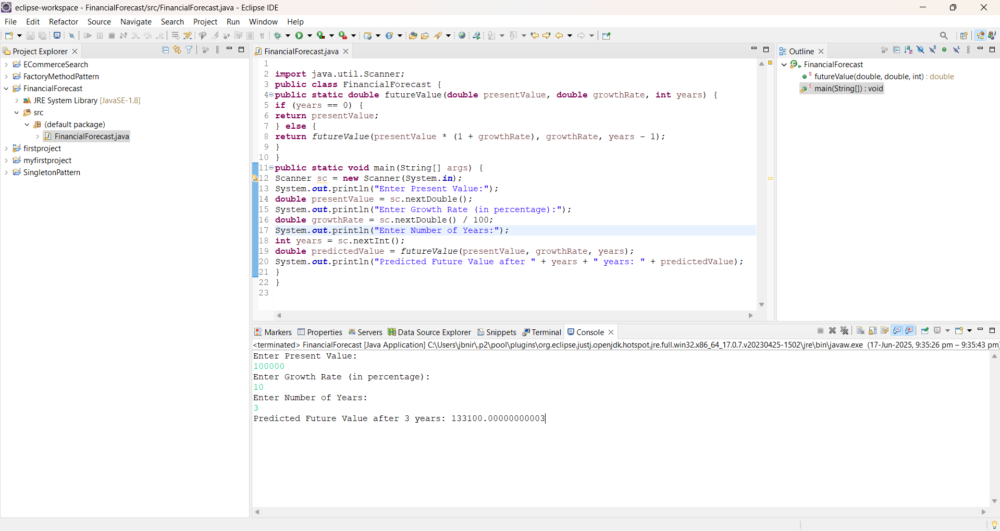 eclipse-workspace - FinancialForecast/src/FinancialForecast.java - Eclipse IDE
File Edit Refactor Source Navigate Search Project Run Window Help
Project Explorer
ECommerceSearch
FactoryMethodPattern
FinancialForecast
JRE System Library [JavaSE-1.8]
src
(default package)
FinancialForecast.java
firstproject
myfirstproject
SingletonPattern
FinancialForecast.java
1
2 import java.util.Scanner;
3 public class FinancialForecast {
4 public static double futureValue(double presentValue, double growthRate, int years) {
5 if (years == 0) {
6 return presentValue;
7 } else {
8 return futureValue(presentValue * (1 + growthRate), growthRate, years - 1);
9 }
10 }
11 public static void main(String[] args) {
12 Scanner sc = new Scanner(System.in);
13 System.out.println("Enter Present Value:");
14 double presentValue = sc.nextDouble();
15 System.out.println("Enter Growth Rate (in percentage):");
16 double growthRate = sc.nextDouble() / 100;
17 System.out.println("Enter Number of Years:");
18 int years = sc.nextInt();
19 double predictedValue = futureValue(presentValue, growthRate, years);
20 System.out.println("Predicted Future Value after " + years + " years: " + predictedValue);
21 }
22 }
23
Outline
FinancialForecast
futureValue(double, double, int) : double
main(String[]) : void
Markers Properties Servers Data Source Explorer Snippets Terminal Console
<terminated> FinancialForecast [Java Application] C:\Users\jbnir\.p2\pool\plugins\org.eclipse.justj.openjdk.hotspot.jre.full.win32.x86_64_17.0.7.v20230425-1502\jre\bin\javaw.exe (17-Jun-2025, 9:35:26 pm – 9:35:43 pm)
Enter Present Value:
100000
Enter Growth Rate (in percentage):
10
Enter Number of Years:
3
Predicted Future Value after 3 years: 133100.00000000003